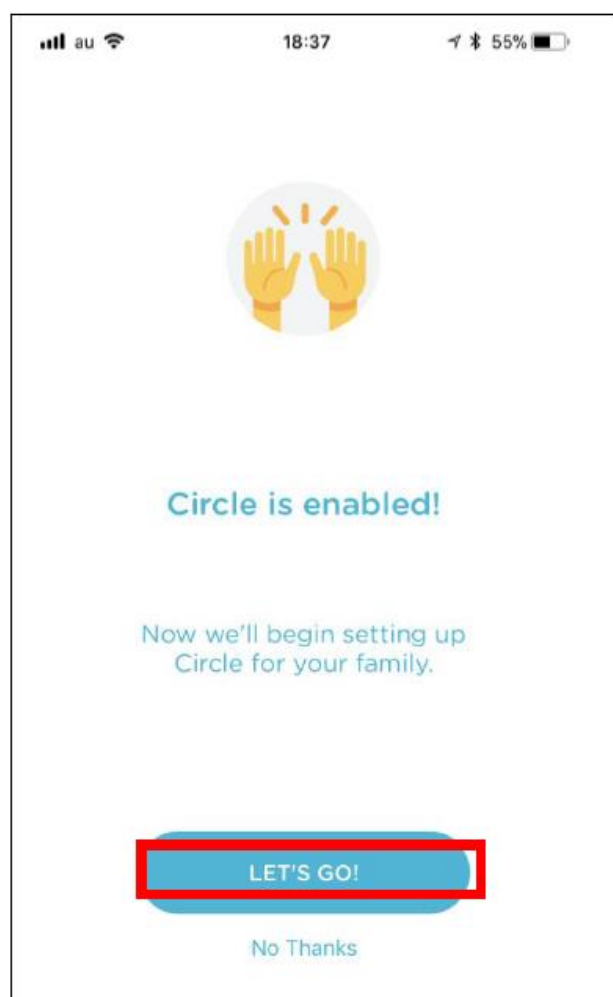 au 18:37 55%
Circle is enabled!
Now we'll begin setting up
Circle for your family.
LET'S GO!
No Thanks